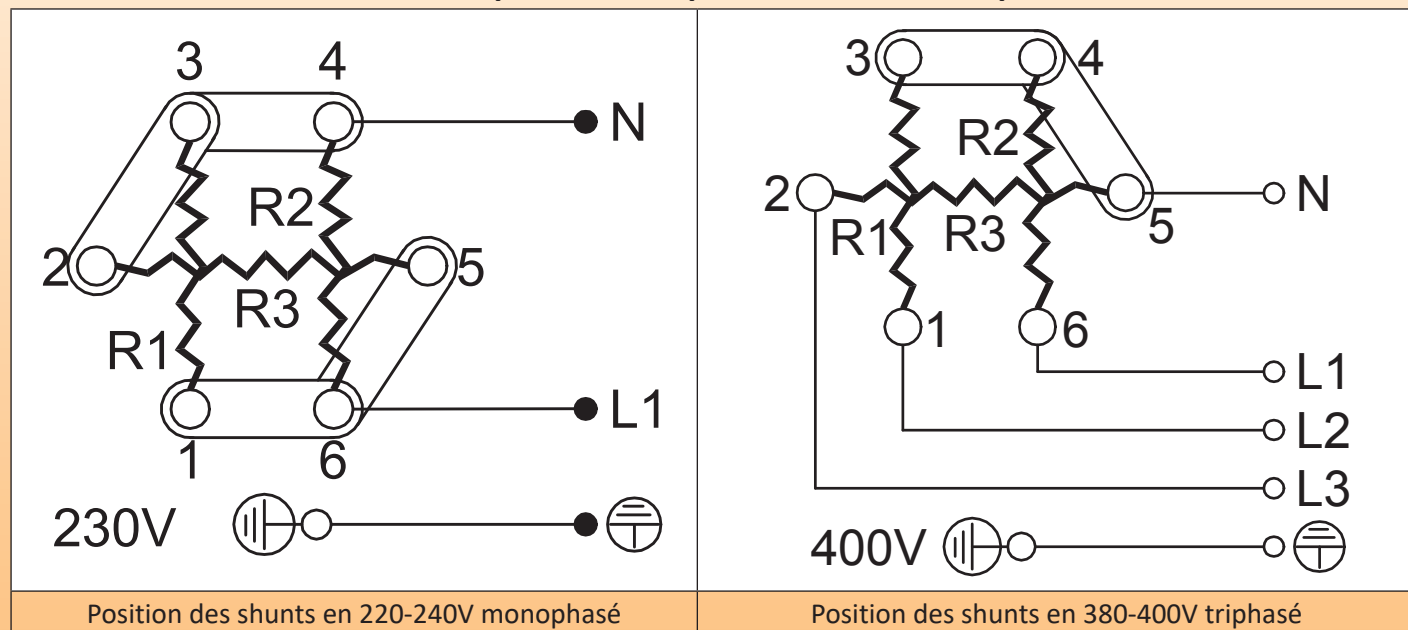 3 4
N
R2
2 5
R3
R1
L1
1 6
230V
Position des shunts en 220-240V monophasé
3 4
R2
2 N
R1 R3 5
1 6
L1
L2
L3
400V
Position des shunts en 380-400V triphasé